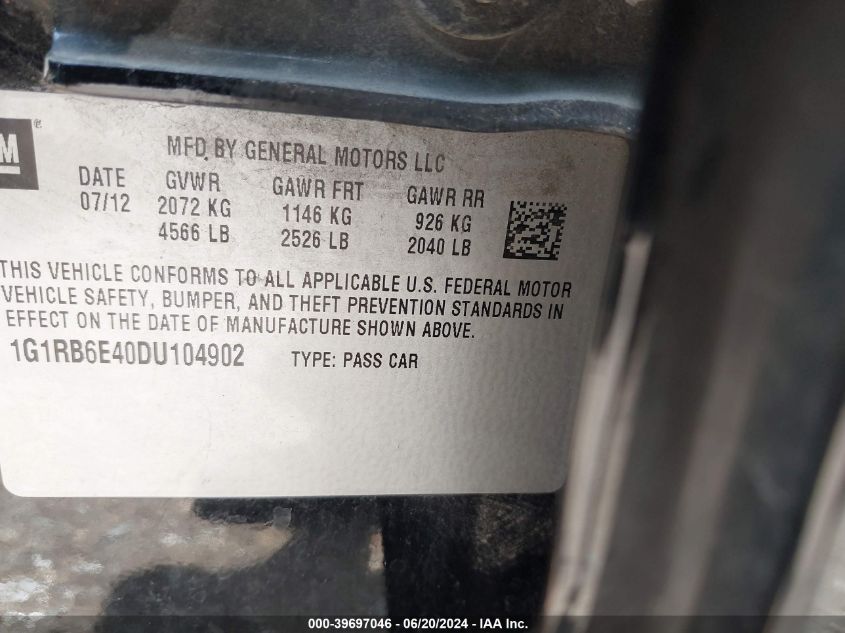 M ®
MFD. BY GENERAL MOTORS LLC
DATE GVWR GAWR FRT GAWR RR
07/12 2072 KG 1146 KG 926 KG
4566 LB 2526 LB 2040 LB
THIS VEHICLE CONFORMS TO ALL APPLICABLE U.S. FEDERAL MOTOR
VEHICLE SAFETY, BUMPER, AND THEFT PREVENTION STANDARDS IN
EFFECT ON THE DATE OF MANUFACTURE SHOWN ABOVE.
1G1RB6E40DU104902 TYPE: PASS CAR
000-39697046 - 06/20/2024 - IAA Inc.